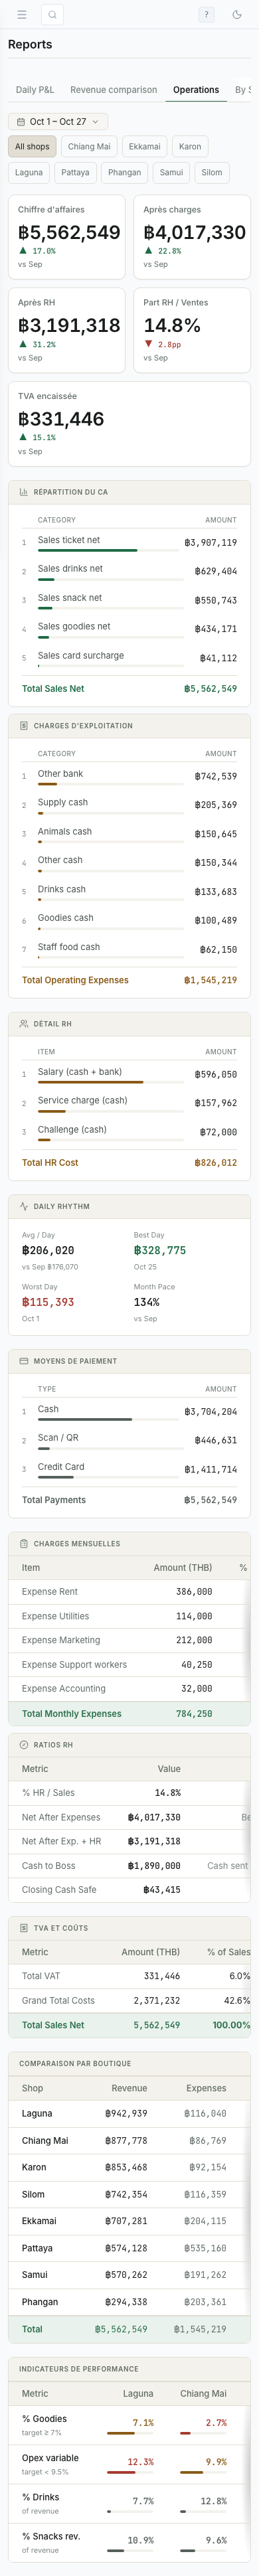 ?
Reports
Daily P&L Revenue comparison Operations By S
Oct 1 – Oct 27
All shops Chiang Mai Ekkamai Karon
Laguna Pattaya Phangan Samui Silom
Chiffre d'affaires Après charges
฿5,562,549 ฿4,017,330
▲ 17.0% ▲ 22.8%
vs Sep vs Sep
Après RH Part RH / Ventes
฿3,191,318 14.8%
▲ 31.2% ▼ 2.8pp
vs Sep vs Sep
TVA encaissée
฿331,446
▲ 15.1%
vs Sep
RÉPARTITION DU CA
CATEGORY AMOUNT
1 Sales ticket net ฿3,907,119
2 Sales drinks net ฿629,404
3 Sales snack net ฿550,743
4 Sales goodies net ฿434,171
5 Sales card surcharge ฿41,112
Total Sales Net ฿5,562,549
CHARGES D'EXPLOITATION
CATEGORY AMOUNT
1 Other bank ฿742,539
2 Supply cash ฿205,369
3 Animals cash ฿150,645
4 Other cash ฿150,344
5 Drinks cash ฿133,683
6 Goodies cash ฿100,489
7 Staff food cash ฿62,150
Total Operating Expenses ฿1,545,219
DÉTAIL RH
ITEM AMOUNT
1 Salary (cash + bank) ฿596,050
2 Service charge (cash) ฿157,962
3 Challenge (cash) ฿72,000
Total HR Cost ฿826,012
DAILY RHYTHM
Avg / Day Best Day
฿206,020 ฿328,775
vs Sep ฿176,070 Oct 25
Worst Day Month Pace
฿115,393 134%
Oct 1 vs Sep
MOYENS DE PAIEMENT
TYPE AMOUNT
1 Cash ฿3,704,204
2 Scan / QR ฿446,631
3 Credit Card ฿1,411,714
Total Payments ฿5,562,549
CHARGES MENSUELLES
Item Amount (THB) %
Expense Rent 386,000
Expense Utilities 114,000
Expense Marketing 212,000
Expense Support workers 40,250
Expense Accounting 32,000
Total Monthly Expenses 784,250
RATIOS RH
Metric Value
% HR / Sales 14.8%
Net After Expenses ฿4,017,330 Be
Net After Exp. + HR ฿3,191,318
Cash to Boss ฿1,890,000 Cash sent
Closing Cash Safe ฿43,415
TVA ET COÛTS
Metric Amount (THB) % of Sales
Total VAT 331,446 6.0%
Grand Total Costs 2,371,232 42.6%
Total Sales Net 5,562,549 100.00%
COMPARAISON PAR BOUTIQUE
Shop Revenue Expenses
Laguna ฿942,939 ฿116,040
Chiang Mai ฿877,778 ฿86,769
Karon ฿853,468 ฿92,154
Silom ฿742,354 ฿116,359
Ekkamai ฿707,281 ฿204,115
Pattaya ฿574,128 ฿535,160
Samui ฿570,262 ฿191,262
Phangan ฿294,338 ฿203,361
Total ฿5,562,549 ฿1,545,219
INDICATEURS DE PERFORMANCE
Metric Laguna Chiang Mai
% Goodies 7.1% 2.7%
target ≥ 7%
Opex variable 12.3% 9.9%
target < 9.5%
% Drinks 7.7% 12.8%
of revenue
% Snacks rev. 10.9% 9.6%
of revenue